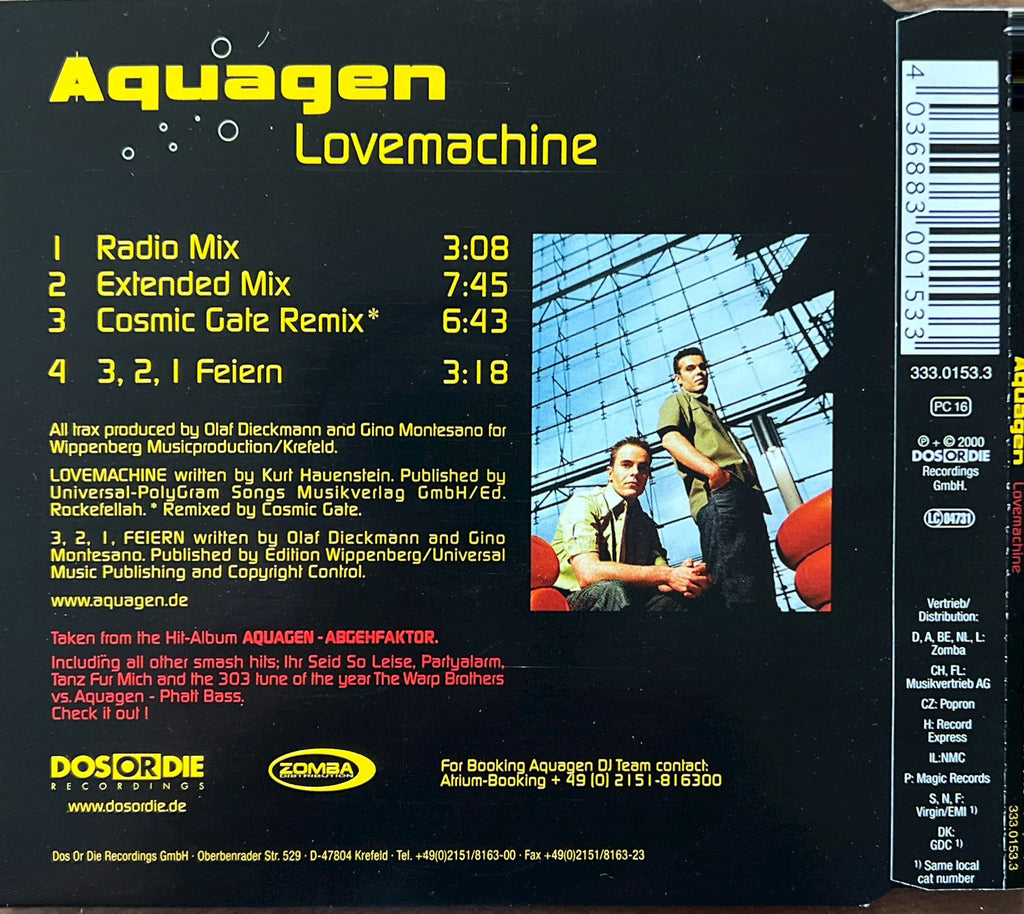 Aquagen
Lovemachine
1 Radio Mix 3:08
2 Extended Mix 7:45
3 Cosmic Gate Remix* 6:43
4 3, 2, 1 Feiern 3:18
All trax produced by Olaf Dieckmann and Gino Montesano for
Wippenberg Musicproduction/Krefeld.
LOVEMACHINE written by Kurt Hauenstein. Published by
Universal-PolyGram Songs Musikverlag GmbH/Ed.
Rockefellah. * Remixed by Cosmic Gate.
3, 2, 1, FEIERN written by Olaf Dieckmann and Gino
Montesano. Published by Edition Wippenberg/Universal
Music Publishing and Copyright Control.
www.aquagen.de
Taken from the Hit-Album AQUAGEN - ABGEHFAKTOR.
Including all other smash hits; Ihr Seid So Leise, Partyalarm,
Tanz Fur Mich and the 303 tune of the year The Warp Brothers
vs. Aquagen - Phatt Bass.
Check it out !
DOS OR DIE
RECORDINGS
www.dosordie.de
ZOMBA
DISTRIBUTION
For Booking Aquagen DJ Team contact:
Atrium-Booking + 49 (0) 2151-816300
Dos Or Die Recordings GmbH · Oberbenrader Str. 529 · D-47804 Krefeld · Tel. +49(0)2151/8163-00 · Fax +49(0)2151/8163-23
4 036883 001533
333.0153.3
PC 16
℗ + © 2000
DOS OR DIE
Recordings
GmbH.
LC 04731
Vertrieb/
Distribution:
D, A, BE, NL, L:
Zomba
CH, FL:
Musikvertrieb AG
CZ: Popron
H: Record
Express
IL:NMC
P: Magic Records
S, N, F:
Virgin/EMI 1)
DK:
GDC 1)
1) Same local
cat number
Aquagen
Lovemachine
333.0153.3